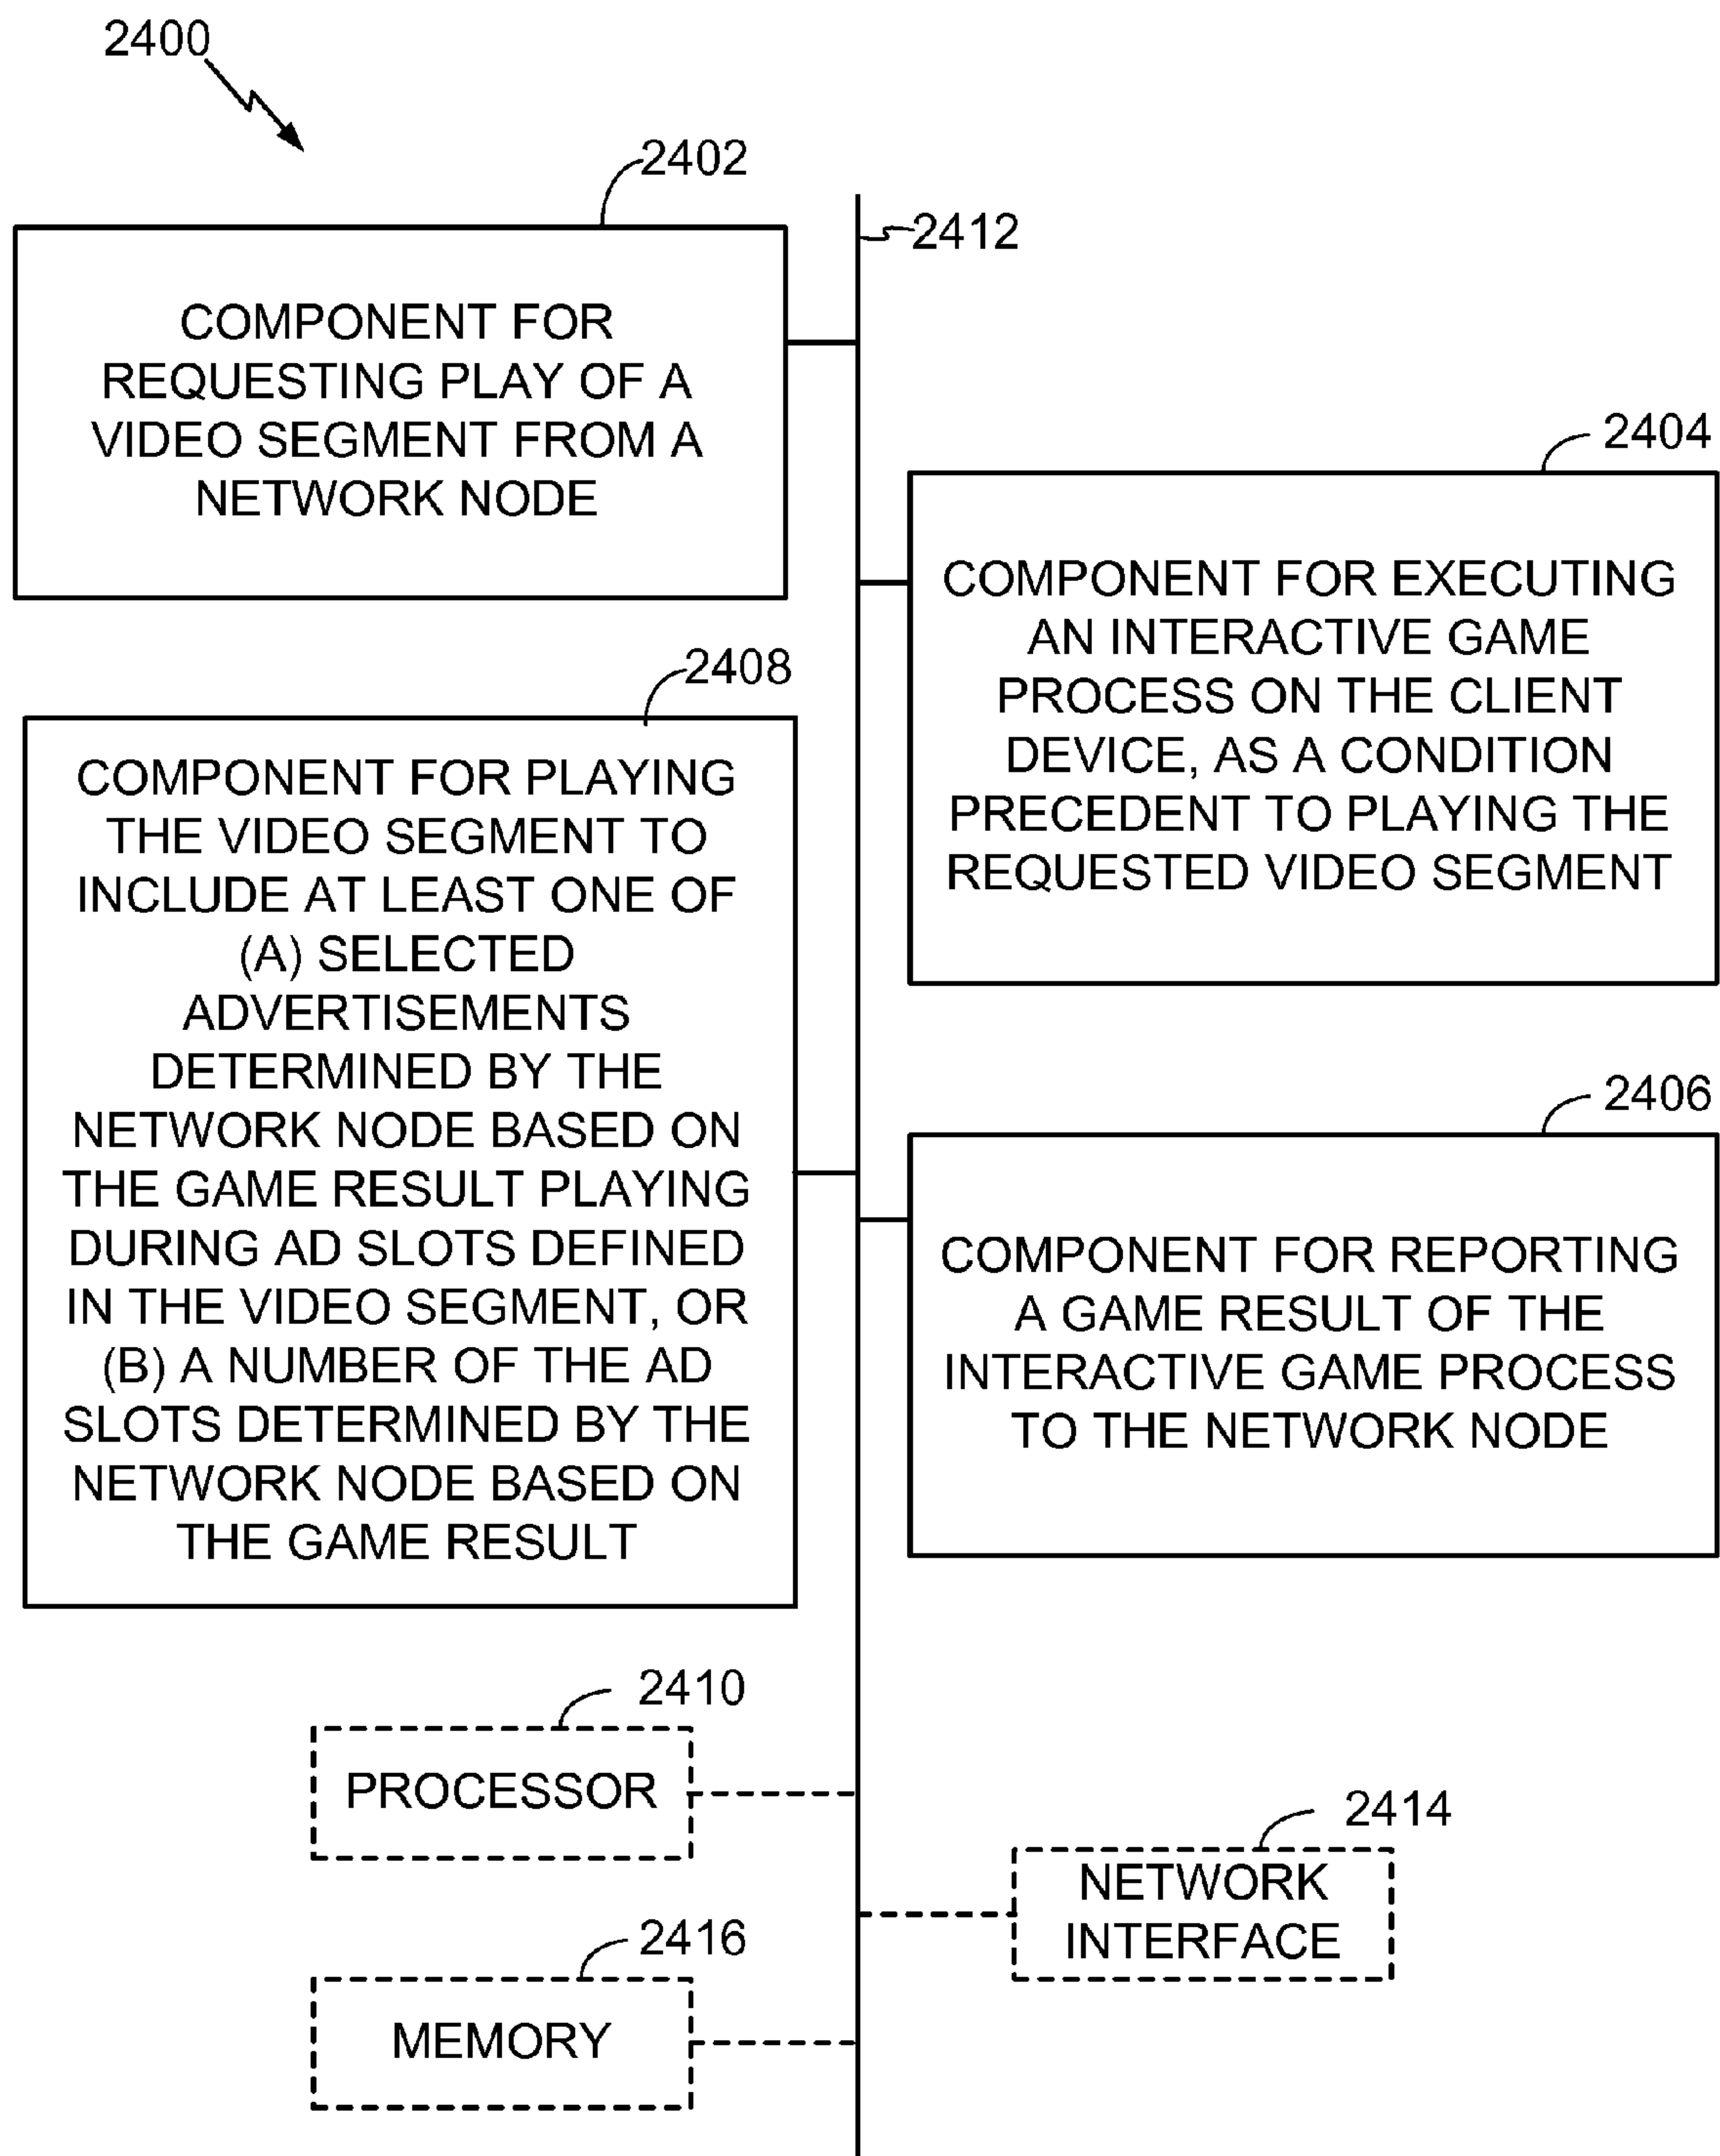 2400
2402
2412
COMPONENT FOR
REQUESTING PLAY OF A
VIDEO SEGMENT FROM A
NETWORK NODE
2404
COMPONENT FOR EXECUTING
AN INTERACTIVE GAME
PROCESS ON THE CLIENT
DEVICE, AS A CONDITION
PRECEDENT TO PLAYING THE
REQUESTED VIDEO SEGMENT
2408
COMPONENT FOR PLAYING
THE VIDEO SEGMENT TO
INCLUDE AT LEAST ONE OF
(A) SELECTED
ADVERTISEMENTS
DETERMINED BY THE
NETWORK NODE BASED ON
THE GAME RESULT PLAYING
DURING AD SLOTS DEFINED
IN THE VIDEO SEGMENT, OR
(B) A NUMBER OF THE AD
SLOTS DETERMINED BY THE
NETWORK NODE BASED ON
THE GAME RESULT
2406
COMPONENT FOR REPORTING
A GAME RESULT OF THE
INTERACTIVE GAME PROCESS
TO THE NETWORK NODE
2410
PROCESSOR
2414
NETWORK
INTERFACE
2416
MEMORY